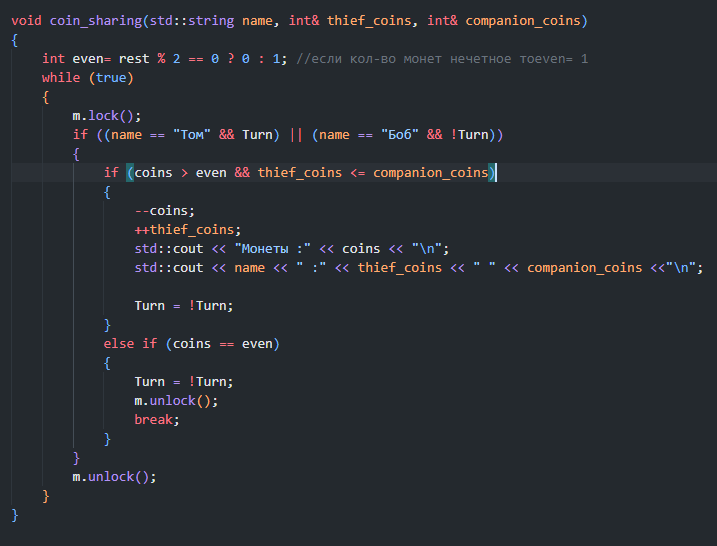 void coin_sharing(std::string name, int& thief_coins, int& companion_coins)
{
int even= rest % 2 == 0 ? 0 : 1; //если кол-во монет нечетное тоeven= 1
while (true)
{
m.lock();
if ((name == "Том" && Turn) || (name == "Боб" && !Turn))
{
if (coins > even && thief_coins <= companion_coins)
{
--coins;
++thief_coins;
std::cout << "Монеты :" << coins << "\n";
std::cout << name << " :" << thief_coins << " " << companion_coins <<"\n";
Turn = !Turn;
}
else if (coins == even)
{
Turn = !Turn;
m.unlock();
break;
}
}
m.unlock();
}
}